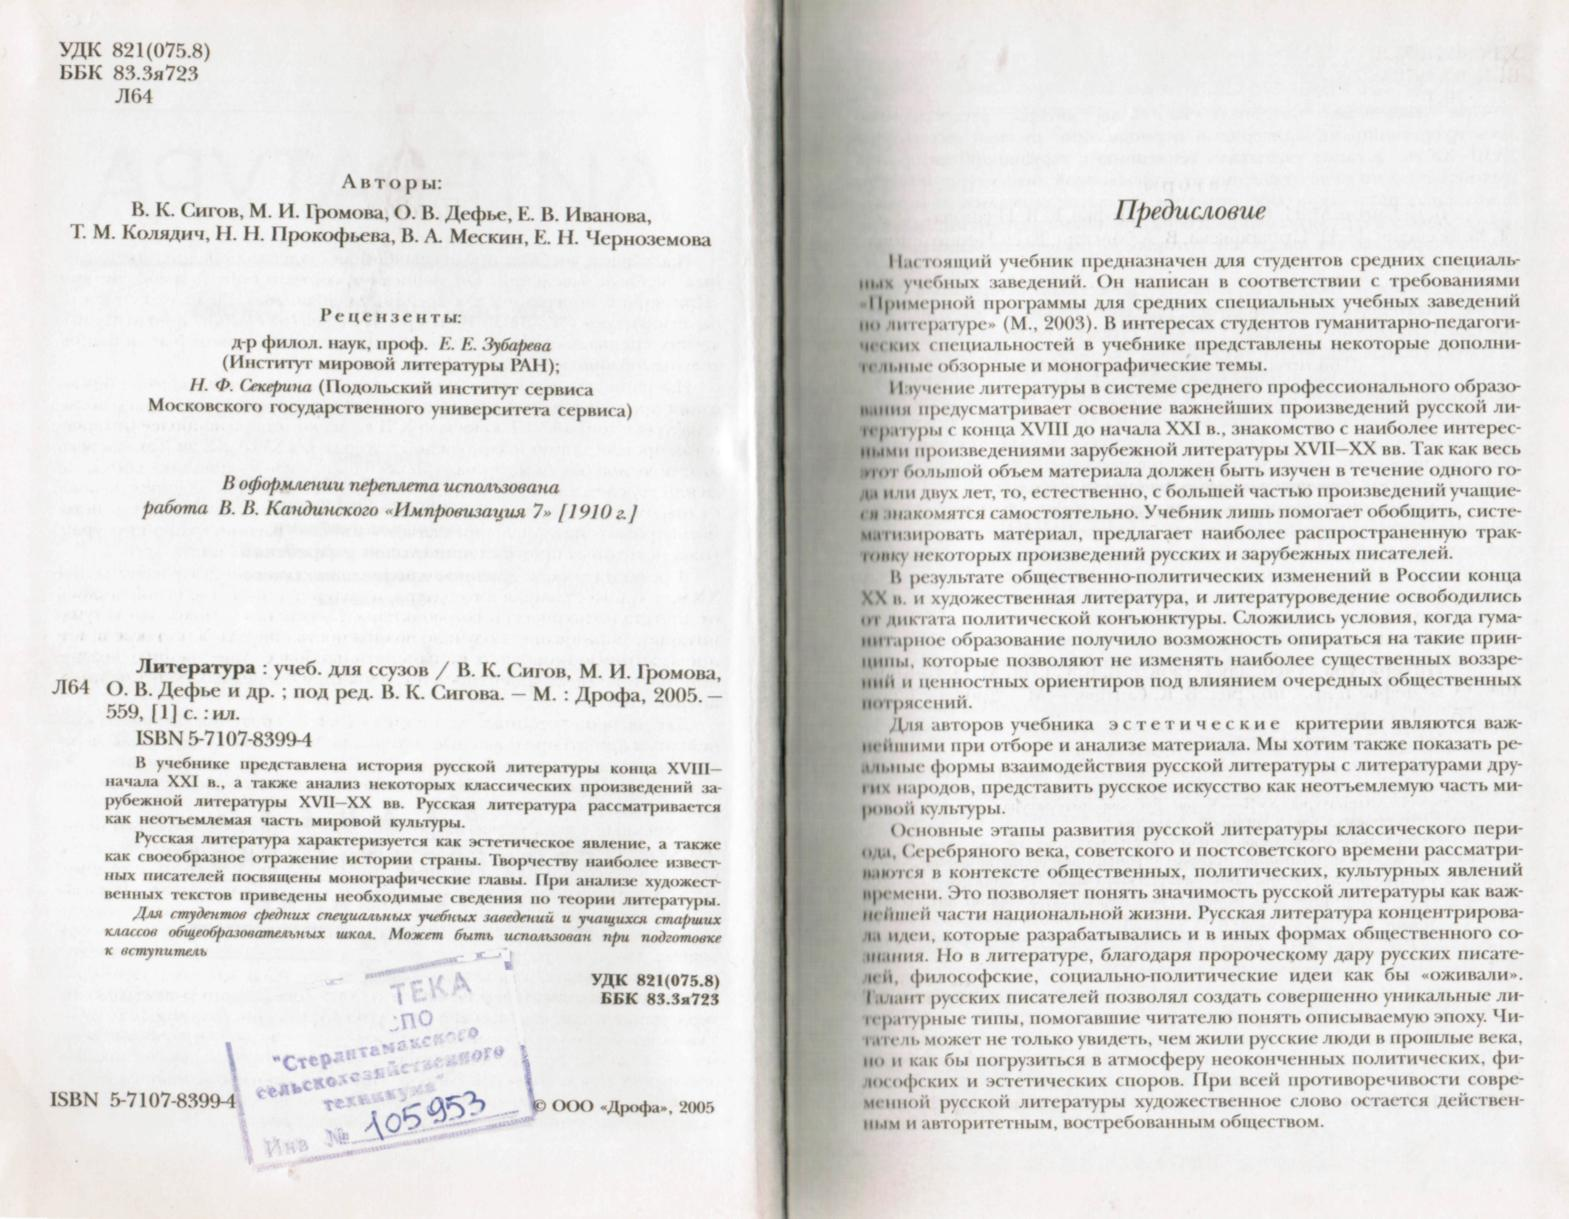 УДК 821(075.8)
ББК 83.3я723
Л64
Авторы:
В. К. Сигов, М. И. Громова, О. В. Дефье, Е. В. Иванова,
Т. М. Колядич, Н. Н. Прокофьева, В. А. Мескин, Е. Н. Черноземова
Рецензенты:
д-р филол. наук, проф. Е. Е. Зубарева
(Институт мировой литературы РАН);
Н. Ф. Секерина (Подольский институт сервиса
Московского государственного университета сервиса)
В оформлении переплета использована
работа В. В. Кандинского «Импровизация 7» [1910 г.]
Литература : учеб. для ссузов / В. К. Сигов, М. И. Громова,
Л64 О. В. Дефье и др. ; под ред. В. К. Сигова. — М. : Дрофа, 2005. —
559, [1] с. : ил.
ISBN 5-7107-8399-4
В учебнике представлена история русской литературы конца XVIII—
начала XXI в., а также анализ некоторых классических произведений за-
рубежной литературы XVII—XX вв. Русская литература рассматривается
как неотъемлемая часть мировой культуры.
Русская литература характеризуется как эстетическое явление, а также
как своеобразное отражение истории страны. Творчеству наиболее извест-
ных писателей посвящены монографические главы. При анализе художест-
венных текстов приведены необходимые сведения по теории литературы.
Для студентов средних специальных учебных заведений и учащихся старших
классов общеобразовательных школ. Может быть использован при подготовке
к вступитель
УДК 821(075.8)
ББК 83.3я723
ТЕКА
СПО
"Стерлитамакского
сельскохозяйственного
техникума"
Инв № 105953
ISBN 5-7107-8399-4
© ООО «Дрофа», 2005
Предисловие
Настоящий учебник предназначен для студентов средних специаль-
ных учебных заведений. Он написан в соответствии с требованиями
«Примерной программы для средних специальных учебных заведений
по литературе» (М., 2003). В интересах студентов гуманитарно-педагоги-
ческих специальностей в учебнике представлены некоторые дополни-
тельные обзорные и монографические темы.
Изучение литературы в системе среднего профессионального образо-
вания предусматривает освоение важнейших произведений русской ли-
тературы с конца XVIII до начала XXI в., знакомство с наиболее интерес-
ными произведениями зарубежной литературы XVII—XX вв. Так как весь
этот большой объем материала должен быть изучен в течение одного го-
да или двух лет, то, естественно, с большей частью произведений учащие-
ся знакомятся самостоятельно. Учебник лишь помогает обобщить, систе-
матизировать материал, предлагает наиболее распространенную трак-
товку некоторых произведений русских и зарубежных писателей.
В результате общественно-политических изменений в России конца
XX в. и художественная литература, и литературоведение освободились
от диктата политической конъюнктуры. Сложились условия, когда гума-
нитарное образование получило возможность опираться на такие прин-
ципы, которые позволяют не изменять наиболее существенных воззре-
ний и ценностных ориентиров под влиянием очередных общественных
потрясений.
Для авторов учебника эстетические критерии являются важ-
нейшими при отборе и анализе материала. Мы хотим также показать ре-
альные формы взаимодействия русской литературы с литературами дру-
гих народов, представить русское искусство как неотъемлемую часть ми-
ровой культуры.
Основные этапы развития русской литературы классического пери-
ода, Серебряного века, советского и постсоветского времени рассматри-
ваются в контексте общественных, политических, культурных явлений
времени. Это позволяет понять значимость русской литературы как важ-
нейшей части национальной жизни. Русская литература концентрирова-
ла идеи, которые разрабатывались и в иных формах общественного со-
знания. Но в литературе, благодаря пророческому дару русских писате-
лей, философские, социально-политические идеи как бы «оживали».
Талант русских писателей позволял создать совершенно уникальные ли-
тературные типы, помогавшие читателю понять описываемую эпоху. Чи-
татель может не только увидеть, чем жили русские люди в прошлые века,
но и как бы погрузиться в атмосферу неоконченных политических, фи-
лософских и эстетических споров. При всей противоречивости совре-
менной русской литературы художественное слово остается действен-
ным и авторитетным, востребованным обществом.